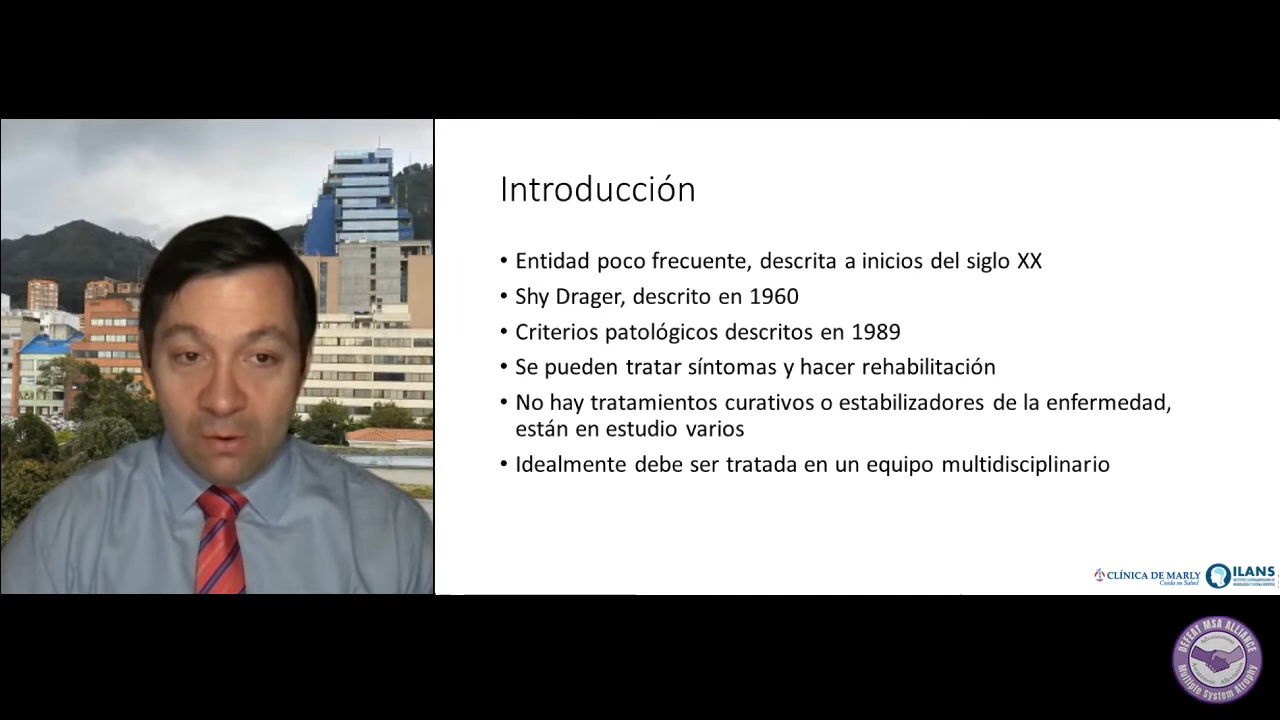 Introducción
• Entidad poco frecuente, descrita a inicios del siglo XX
• Shy Drager, descrito en 1960
• Criterios patológicos descritos en 1989
• Se pueden tratar síntomas y hacer rehabilitación
• No hay tratamientos curativos o estabilizadores de la enfermedad,
están en estudio varios
• Idealmente debe ser tratada en un equipo multidisciplinario
CLÍNICA DE MARLY
Cuida su Salud
ILANS
DEFEAT MSA ALLIANCE
Multiple System Atrophy